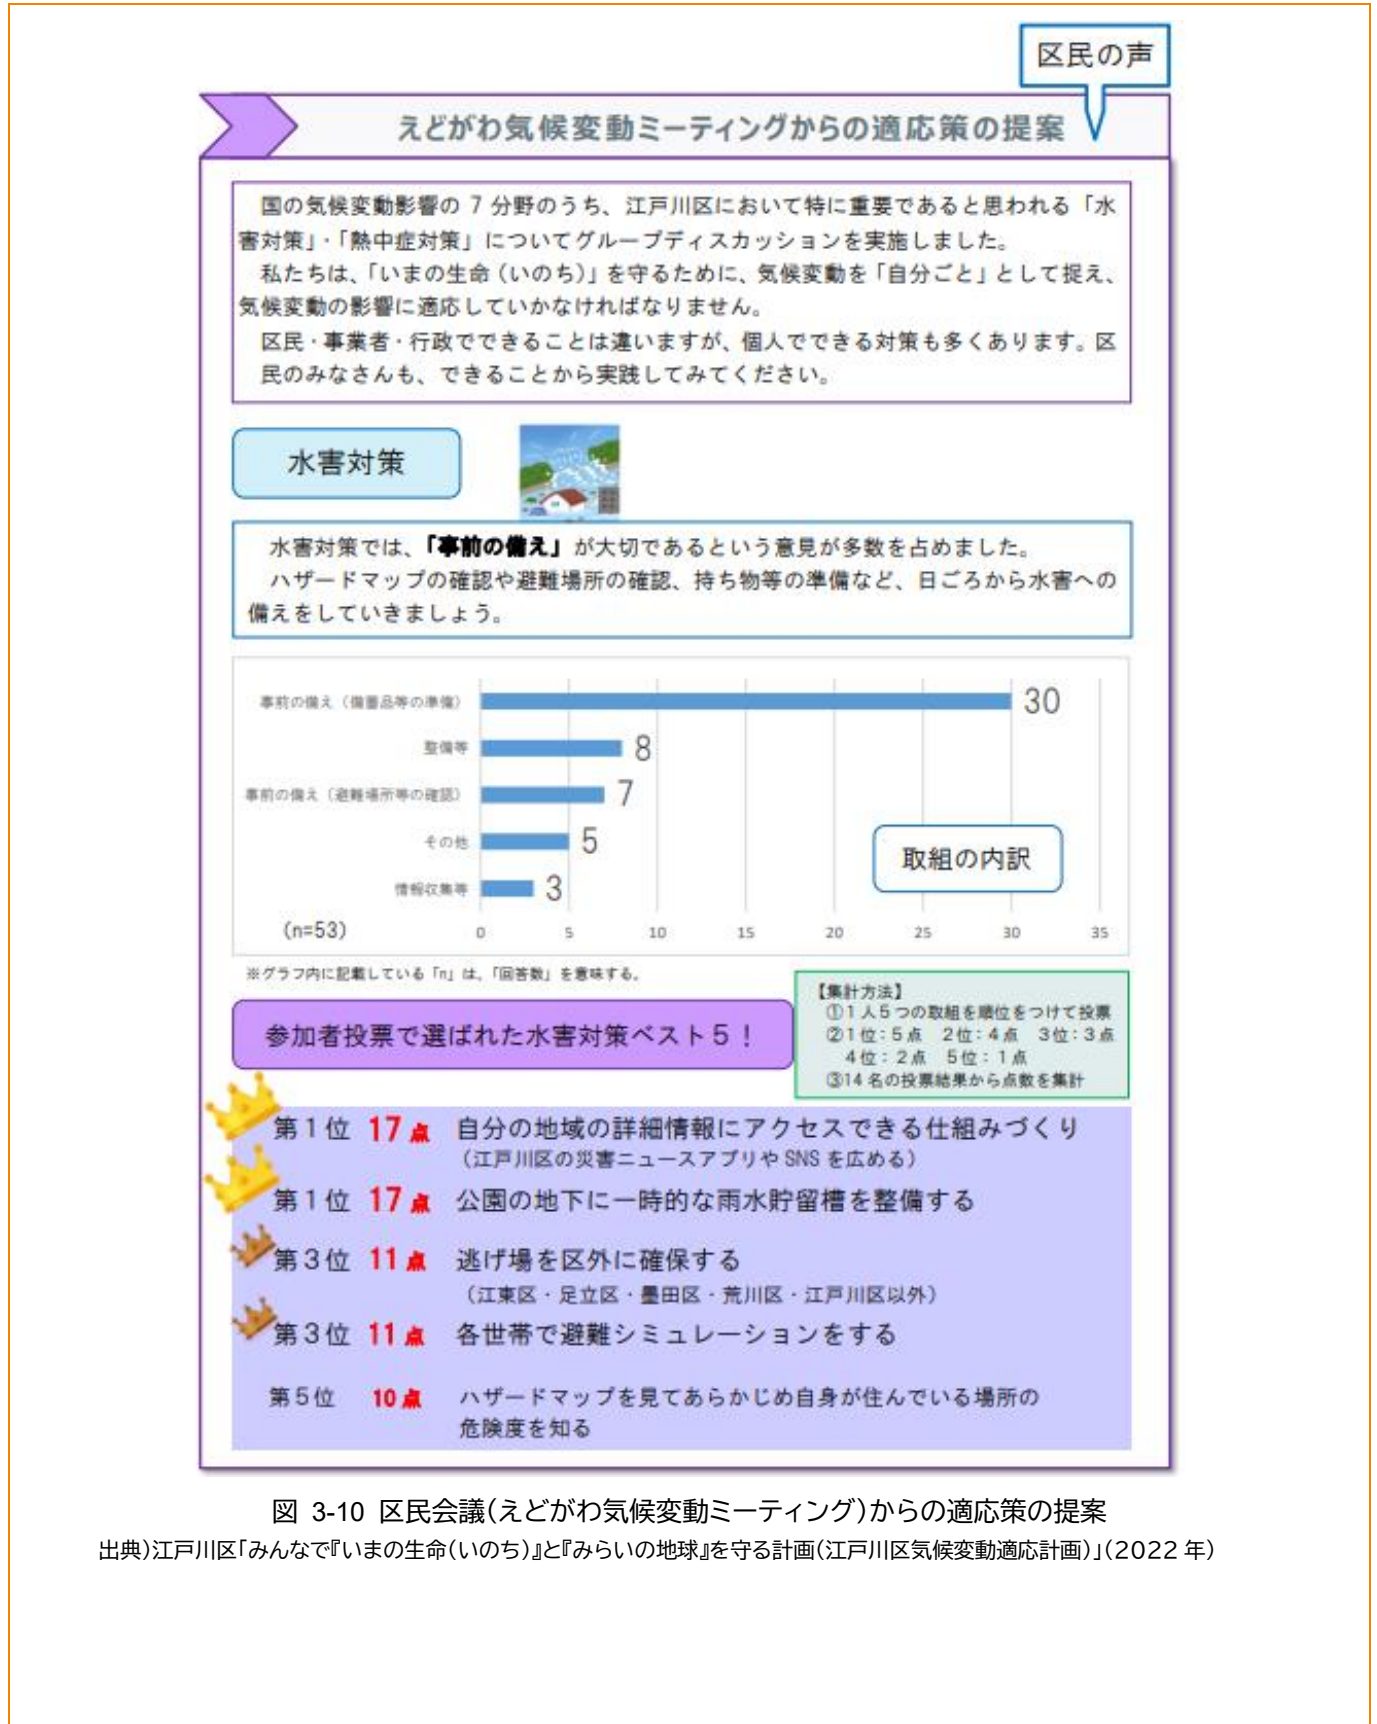 区民の声
えどがわ気候変動ミーティングからの適応策の提案
国の気候変動影響の 7 分野のうち、江戸川区において特に重要であると思われる「水
害対策」・「熱中症対策」についてグループディスカッションを実施しました。
私たちは、「いまの生命（いのち）」を守るために、気候変動を「自分ごと」として捉え、
気候変動の影響に適応していかなければなりません。
区民・事業者・行政でできることは違いますが、個人でできる対策も多くあります。区
民のみなさんも、できることから実践してみてください。
水害対策
水害対策では、「事前の備え」が大切であるという意見が多数を占めました。
ハザードマップの確認や避難場所の確認、持ち物等の準備など、日ごろから水害への
備えをしていきましょう。
事前の備え（備蓄品等の準備） 30
整備等 8
事前の備え（避難場所等の確認） 7
その他 5
情報収集等 3
取組の内訳
（n=53）
0 5 10 15 20 25 30 35
※グラフ内に記載している「n」は、「回答数」を意味する。
参加者投票で選ばれた水害対策ベスト５！
【集計方法】
①１人５つの取組を順位をつけて投票
②１位：５点　２位：４点　３位：３点
４位：２点　５位：１点
③14 名の投票結果から点数を集計
第１位 17 点 自分の地域の詳細情報にアクセスできる仕組みづくり
（江戸川区の災害ニュースアプリや SNS を広める）
第１位 17 点 公園の地下に一時的な雨水貯留槽を整備する
第３位 11 点 逃げ場を区外に確保する
（江東区・足立区・墨田区・荒川区・江戸川区以外）
第３位 11 点 各世帯で避難シミュレーションをする
第５位 10 点 ハザードマップを見てあらかじめ自身が住んでいる場所の
危険度を知る
図 3-10 区民会議（えどがわ気候変動ミーティング）からの適応策の提案
出典）江戸川区「みんなで『いまの生命（いのち）』と『みらいの地球』を守る計画（江戸川区気候変動適応計画）」（2022 年）